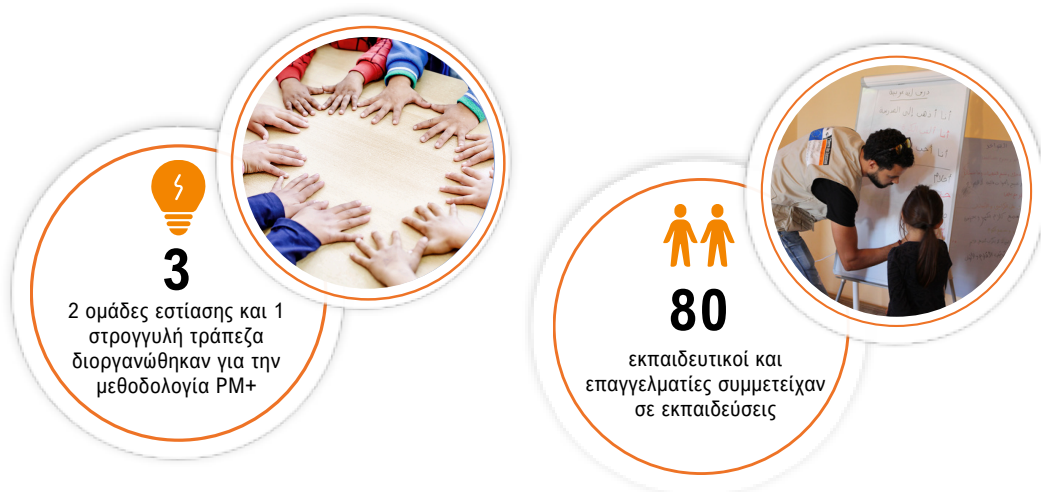 3
2 ομάδες εστίασης και 1
στρογγυλή τράπεζα
διοργανώθηκαν για την
μεθοδολογία PM+
80
εκπαιδευτικοί και
επαγγελματίες συμμετείχαν
σε εκπαιδεύσεις